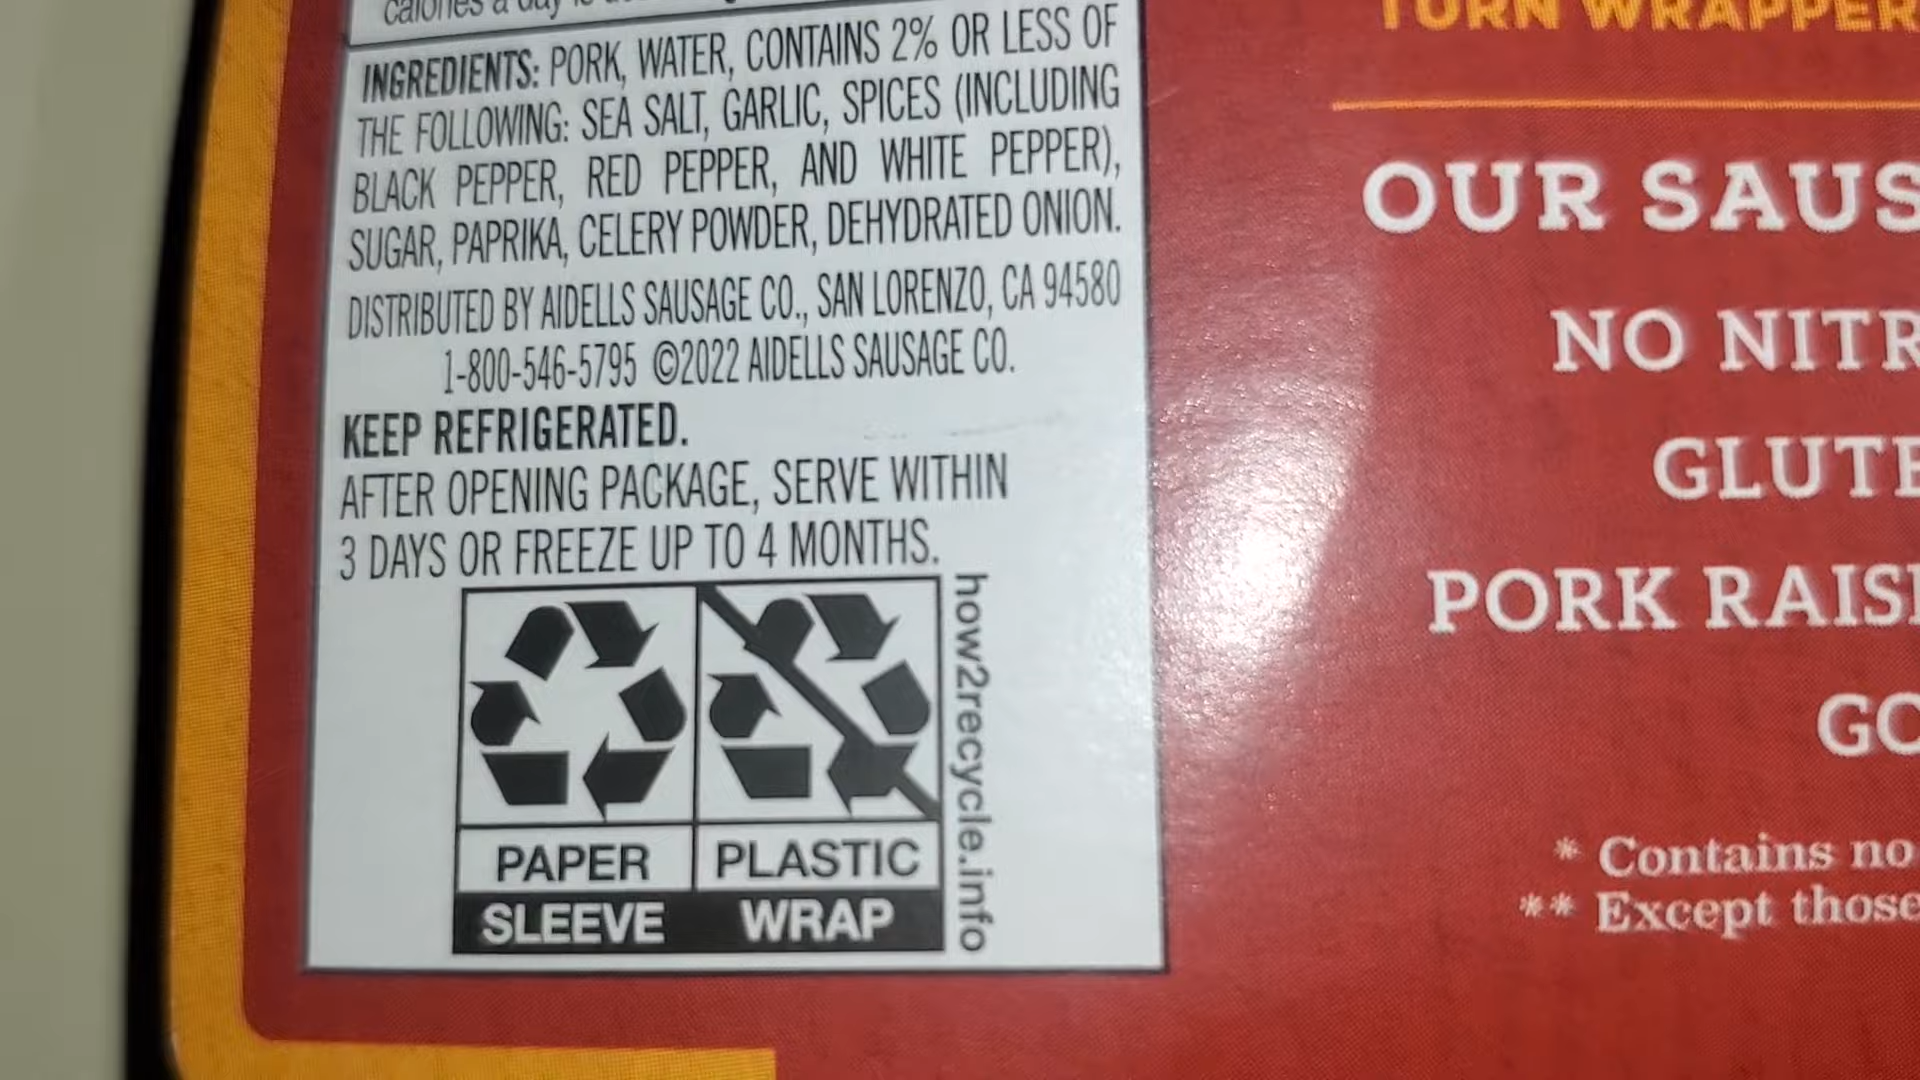 calories a day is
INGREDIENTS: PORK, WATER, CONTAINS 2% OR LESS OF
THE FOLLOWING: SEA SALT, GARLIC, SPICES (INCLUDING
BLACK PEPPER, RED PEPPER, AND WHITE PEPPER),
SUGAR, PAPRIKA, CELERY POWDER, DEHYDRATED ONION.
DISTRIBUTED BY AIDELLS SAUSAGE CO., SAN LORENZO, CA 94580
1-800-546-5795 ©2022 AIDELLS SAUSAGE CO.
KEEP REFRIGERATED.
AFTER OPENING PACKAGE, SERVE WITHIN
3 DAYS OR FREEZE UP TO 4 MONTHS.
PAPER PLASTIC
SLEEVE WRAP
how2recycle.info
TURN WRAPPER
OUR SAUS
NO NITR
GLUTE
PORK RAIS
GO
* Contains no
** Except those